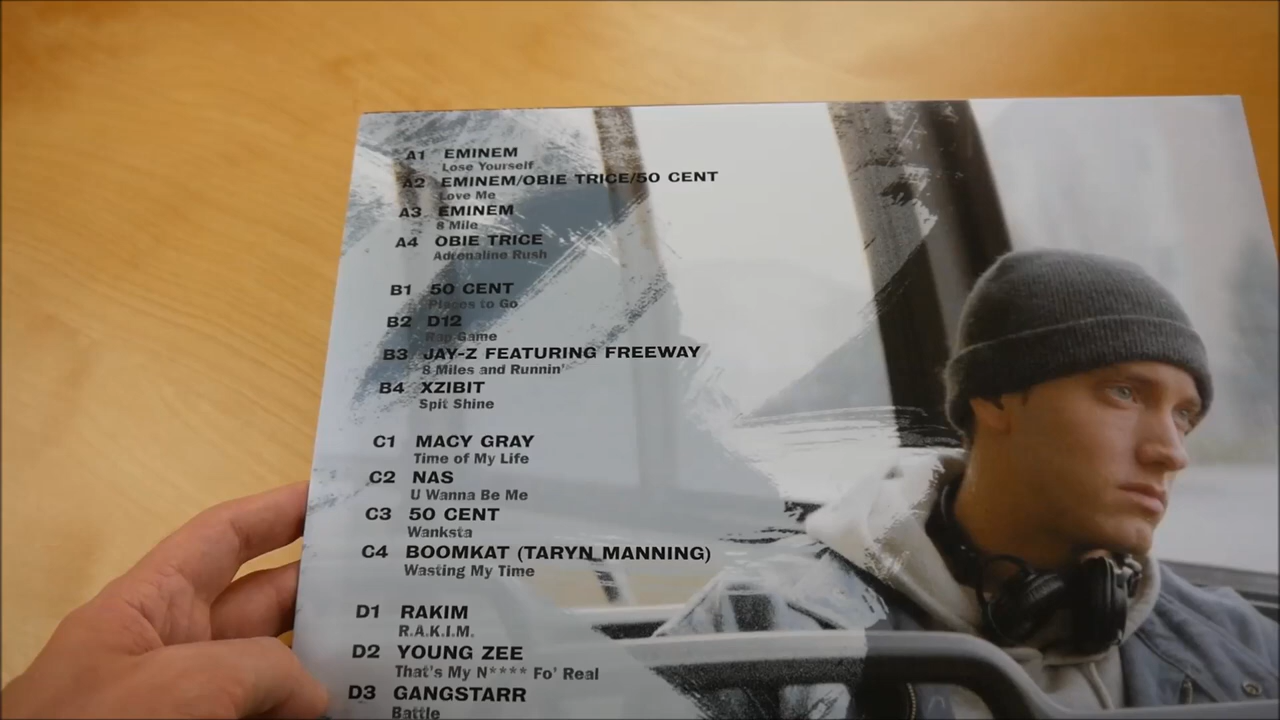 A1 EMINEM
Lose Yourself
A2 EMINEM/OBIE TRICE/50 CENT
Love Me
A3 EMINEM
8 Mile
A4 OBIE TRICE
Adrenaline Rush
B1 50 CENT
Places to Go
B2 D12
Rap Game
B3 JAY-Z FEATURING FREEWAY
8 Miles and Runnin'
B4 XZIBIT
Spit Shine
C1 MACY GRAY
Time of My Life
C2 NAS
U Wanna Be Me
C3 50 CENT
Wanksta
C4 BOOMKAT (TARYN MANNING)
Wasting My Time
D1 RAKIM
R.A.K.I.M.
D2 YOUNG ZEE
That's My N**** Fo' Real
D3 GANGSTARR
Battle